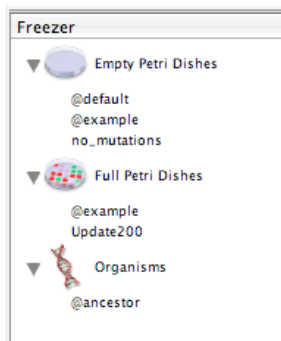 Freezer
Empty Petri Dishes
@default
@example
no_mutations
Full Petri Dishes
@example
Update200
Organisms
@ancestor